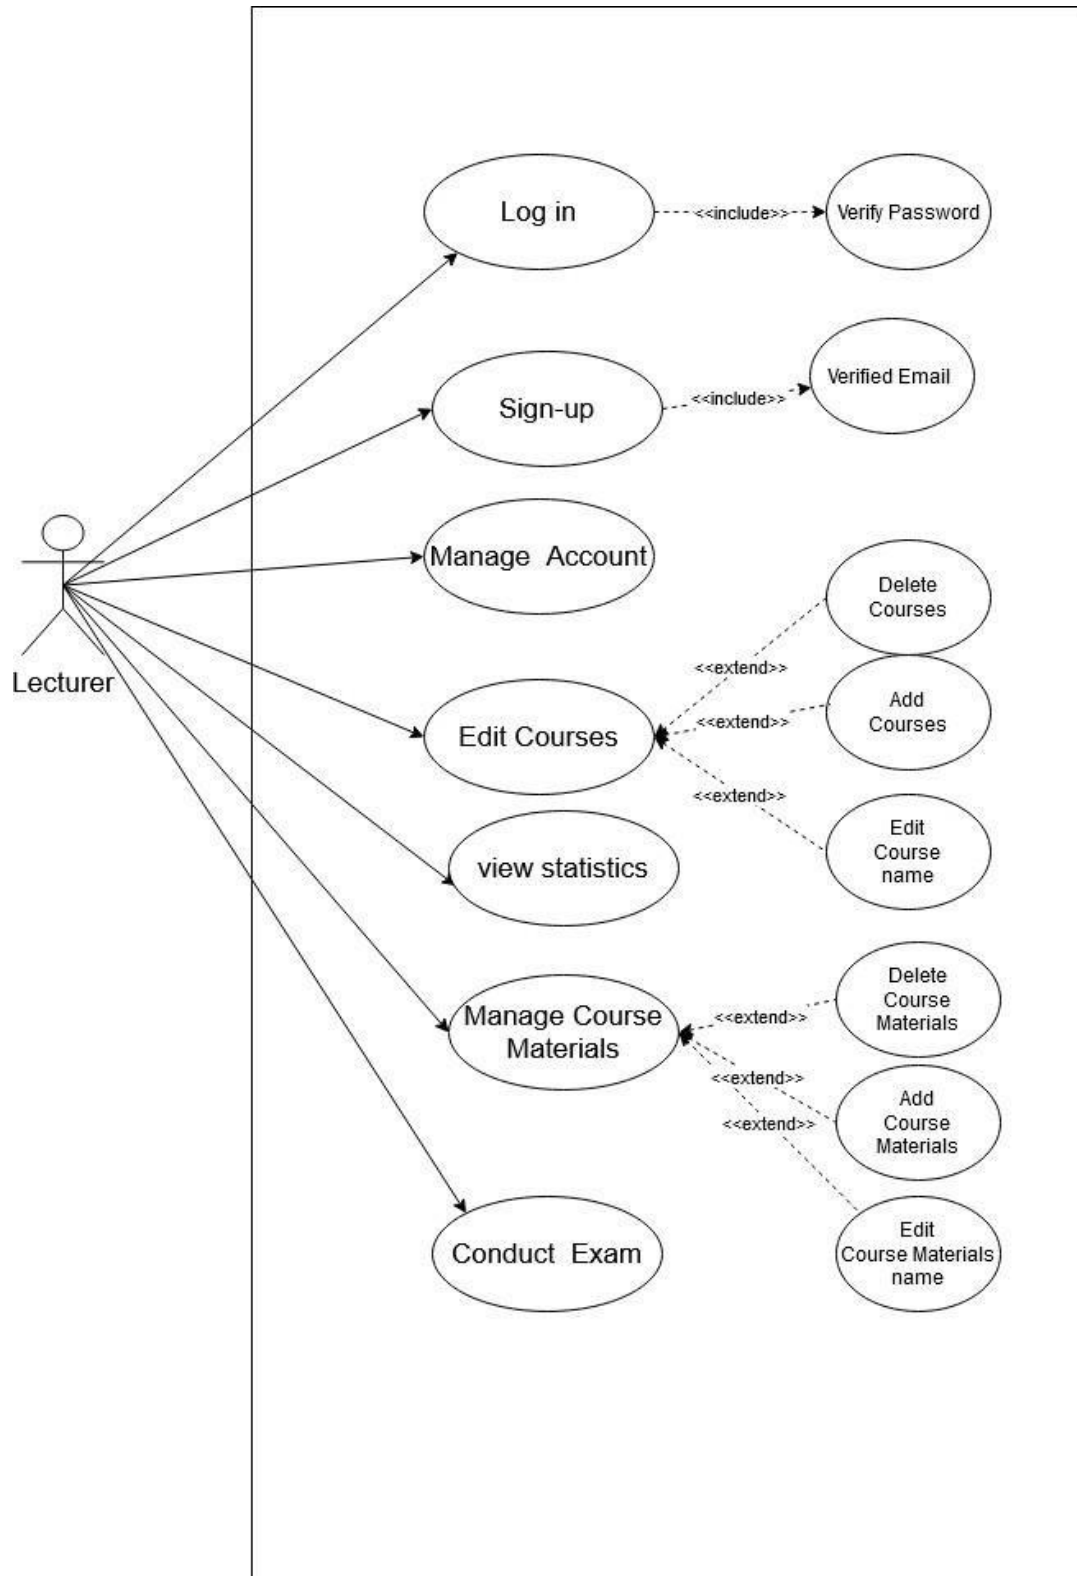 Log in
<<include>>
Verify Password
Sign-up
<<include>>
Verified Email
Lecturer
Manage  Account
Edit Courses
<<extend>>
<<extend>>
<<extend>>
Delete
Courses
Add
Courses
Edit
Course
name
view statistics
Manage Course
Materials
<<extend>>
<<extend>>
<<extend>>
Delete
Course
Materials
Add
Course
Materials
Edit
Course Materials
name
Conduct  Exam